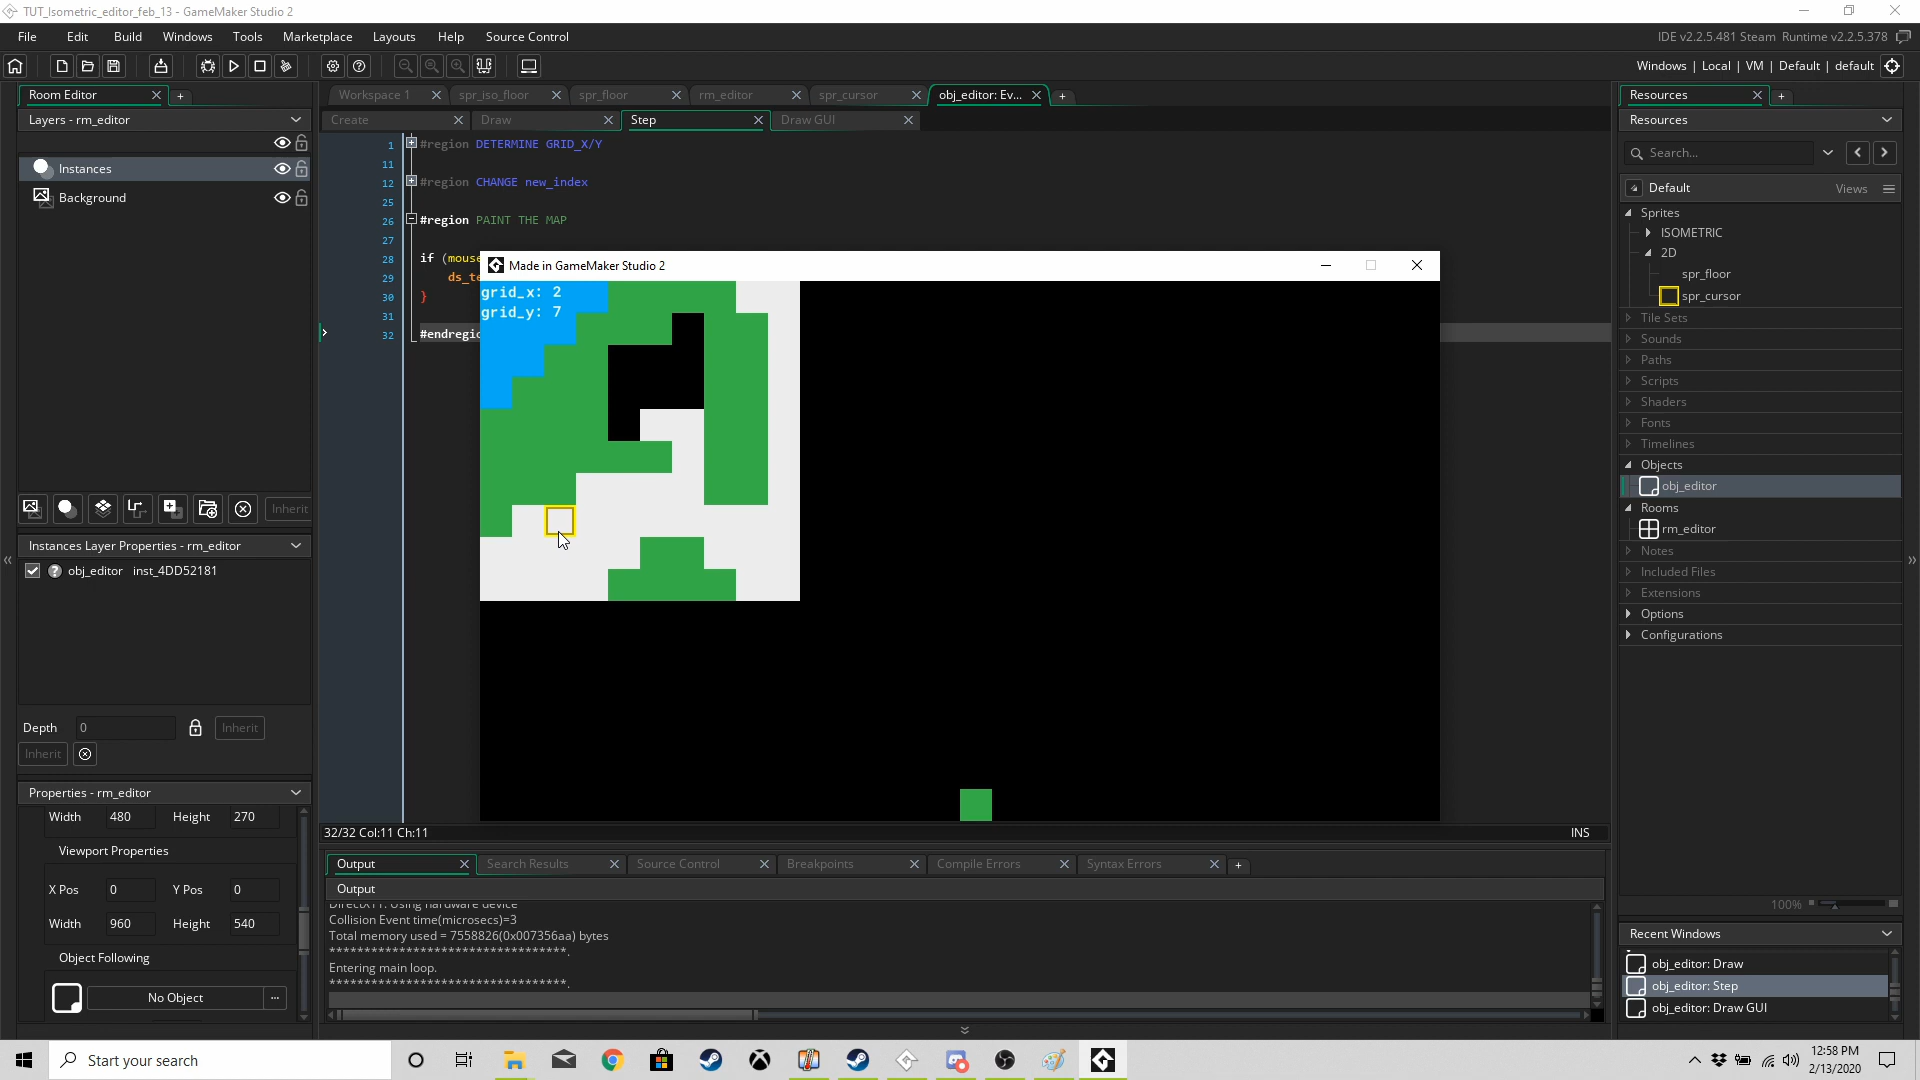 TUT_Isometric_editor_feb_13 - GameMaker Studio 2
File Edit Build Windows Tools Marketplace Layouts Help Source Control
IDE v2.2.5.481 Steam Runtime v2.2.5.378
Windows | Local | VM | Default | default
Room Editor
Layers - rm_editor
Instances
Background
Inherit
Instances Layer Properties - rm_editor
obj_editor inst_4DD52181
Depth 0 Inherit
Inherit
Properties - rm_editor
Width 480 Height 270
Viewport Properties
X Pos 0 Y Pos 0
Width 960 Height 540
Object Following
No Object ...
Workspace 1 spr_iso_floor spr_floor rm_editor spr_cursor obj_editor: Ev...
Create Draw Step Draw GUI
1 #region DETERMINE GRID_X/Y
11
12 #region CHANGE new_index
25
26 #region PAINT THE MAP
27
28 if (mouse
29 ds_te
30 }
31
32 #endregio
Made in GameMaker Studio 2
grid_x: 2
grid_y: 7
32/32 Col:11 Ch:11 INS
Output Search Results Source Control Breakpoints Compile Errors Syntax Errors
Output
DirectX11: Using hardware device
Collision Event time(microsecs)=3
Total memory used = 7558826(0x007356aa) bytes
**********************************.
Entering main loop.
**********************************.
Resources
Resources
Search...
Default Views
Sprites
ISOMETRIC
2D
spr_floor
spr_cursor
Tile Sets
Sounds
Paths
Scripts
Shaders
Fonts
Timelines
Objects
obj_editor
Rooms
rm_editor
Notes
Included Files
Extensions
Options
Configurations
100%
Recent Windows
obj_editor: Draw
obj_editor: Step
obj_editor: Draw GUI
Start your search
12:58 PM
2/13/2020